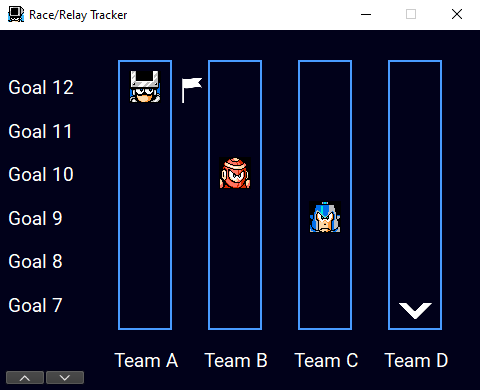 Race/Relay Tracker
Goal 12
Goal 11
Goal 10
Goal 9
Goal 8
Goal 7
Team A Team B Team C Team D